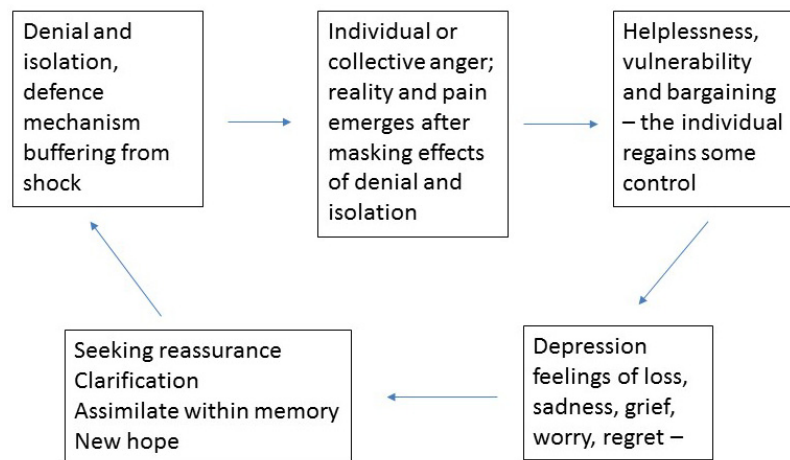 Denial and
isolation,
defence
mechanism
buffering from
shock
Individual or
collective anger;
reality and pain
emerges after
masking effects
of denial and
isolation
Helplessness,
vulnerability
and bargaining
– the individual
regains some
control
Depression
feelings of loss,
sadness, grief,
worry, regret –
Seeking reassurance
Clarification
Assimilate within memory
New hope